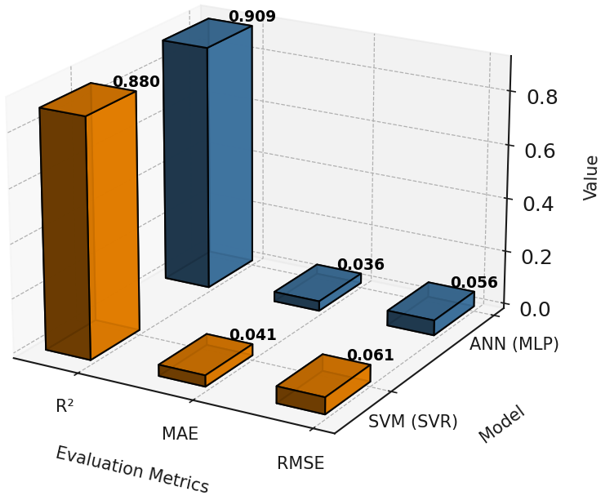 0.909
0.880
0.8
0.6
Value
0.4
0.036
0.2
0.056
0.0
0.041
ANN (MLP)
0.061
SVM (SVR)
R²
Model
MAE
RMSE
Evaluation Metrics